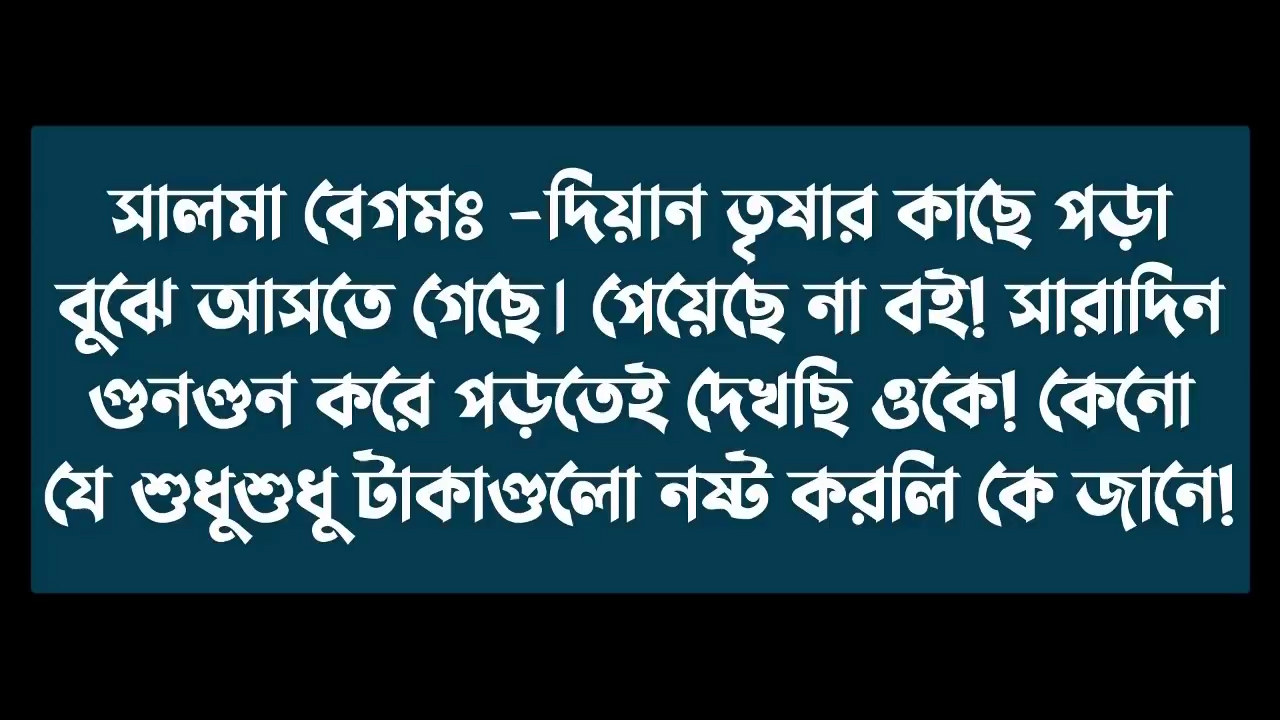 সালমা বেগমঃ -দিয়ান তৃষার কাছে পড়া
বুঝে আসতে গেছে। পেয়েছে না বই! সারাদিন
গুনগুন করে পড়তেই দেখছি ওকে! কেনো
যে শুধুশুধু টাকাগুলো নষ্ট করলি কে জানে!